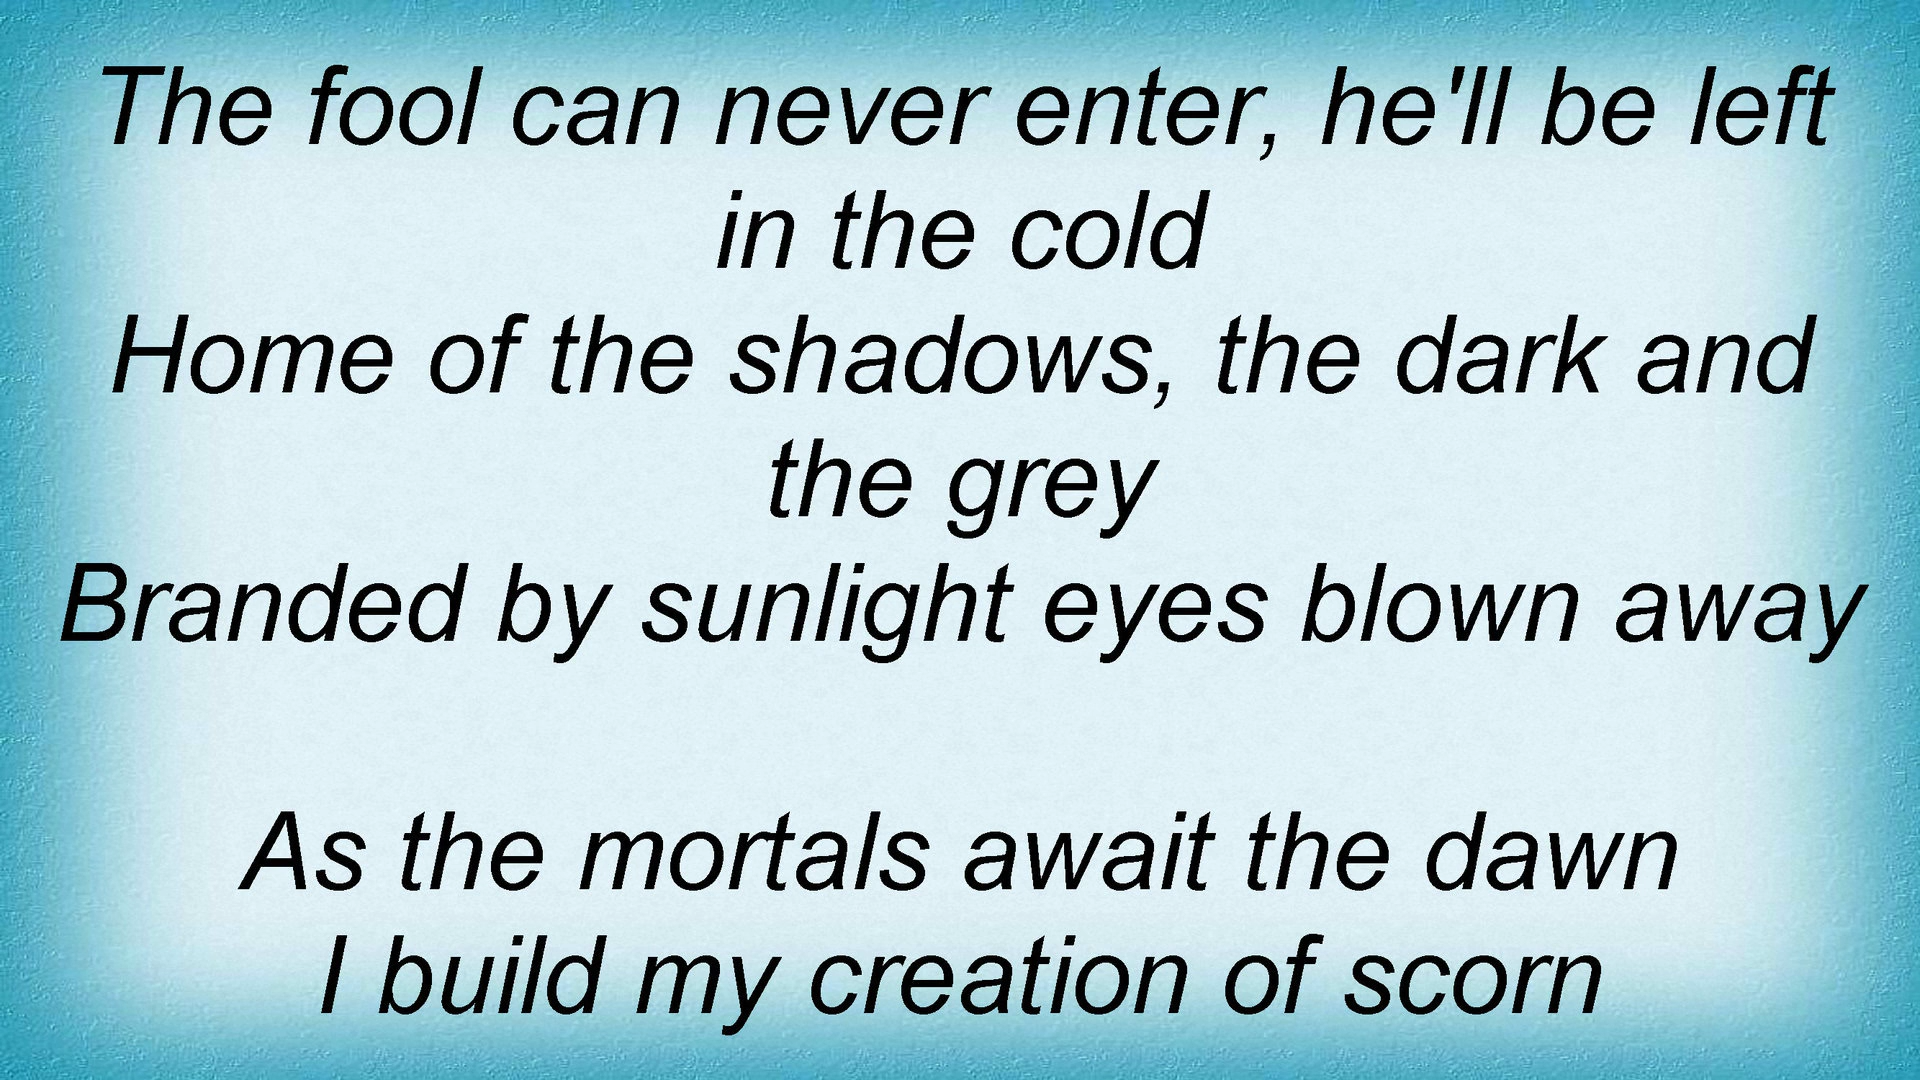 The fool can never enter, he'll be left
in the cold
Home of the shadows, the dark and
the grey
Branded by sunlight eyes blown away
As the mortals await the dawn
I build my creation of scorn